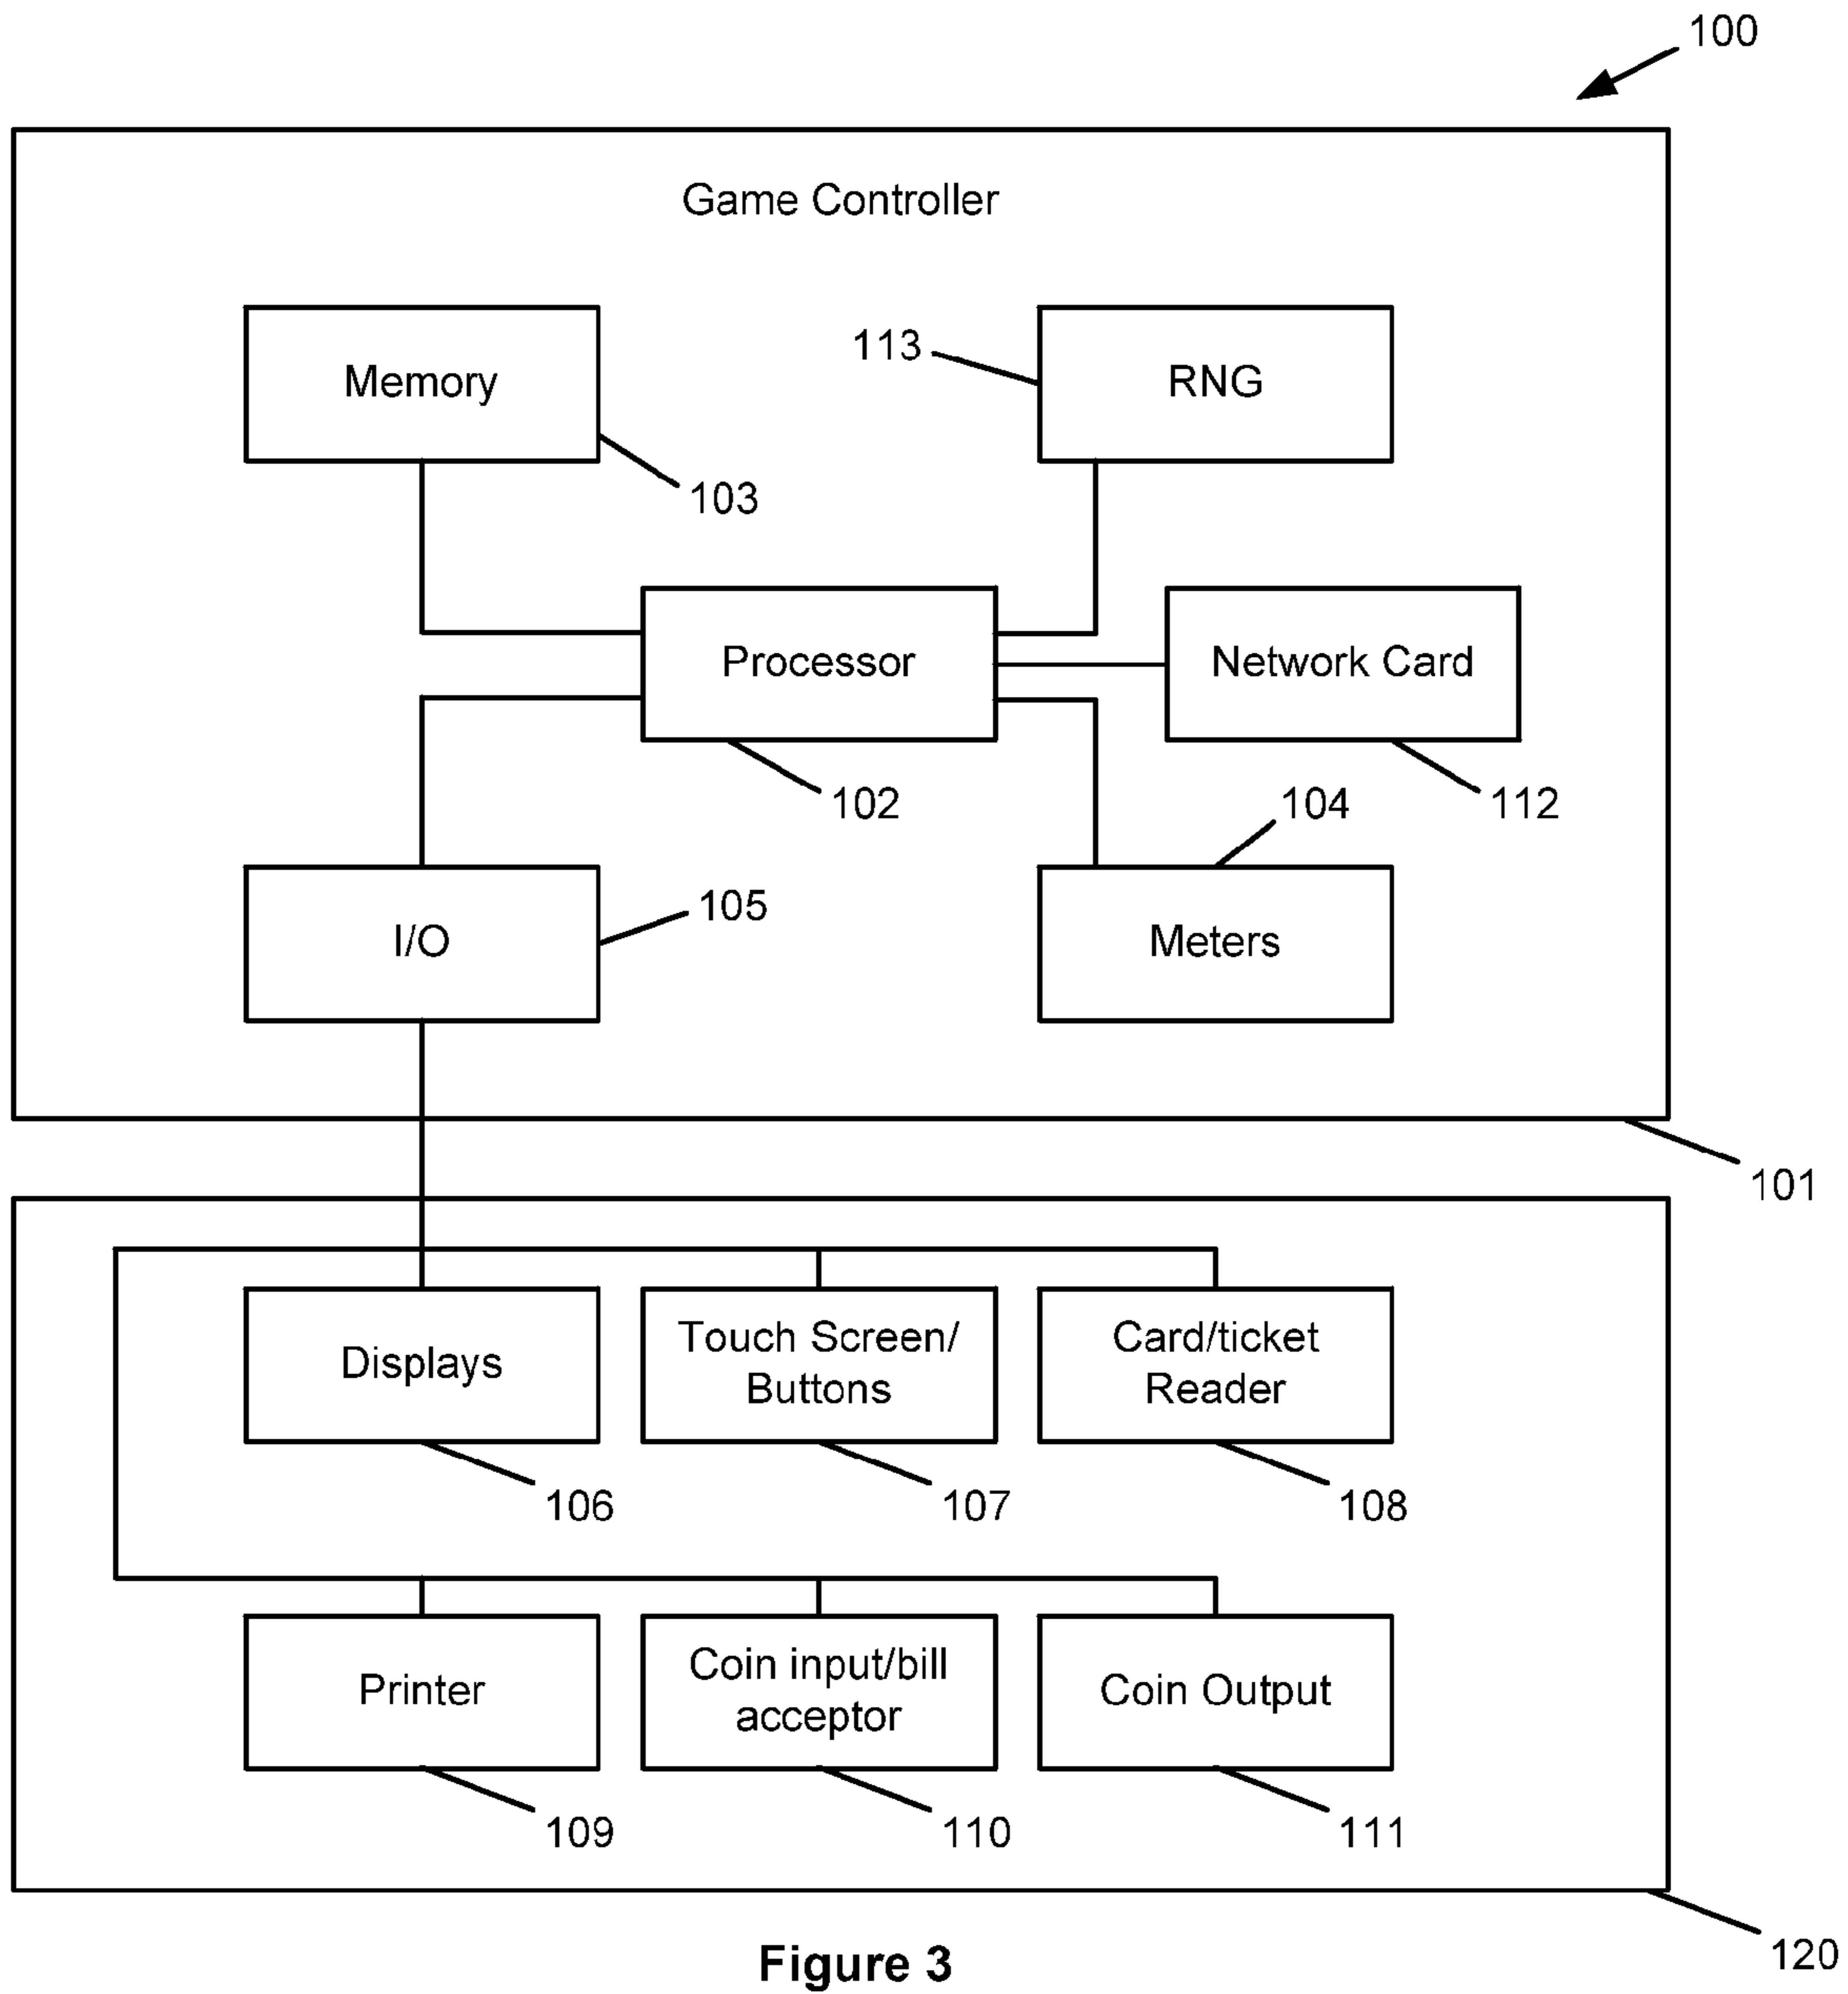 100
Game Controller
Memory
113
RNG
103
Processor
Network Card
102
104
112
105
I/O
Meters
101
Displays
Touch Screen/
Buttons
Card/ticket
Reader
106
107
108
Printer
Coin input/bill
acceptor
Coin Output
109
110
111
120
Figure 3